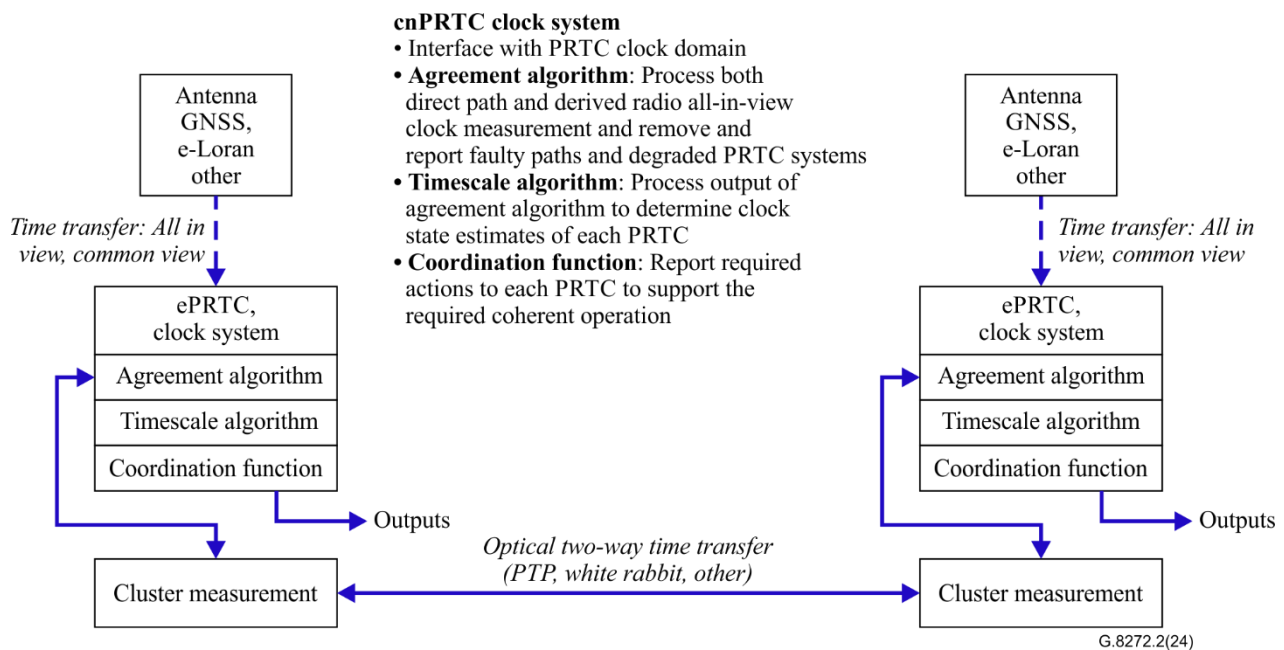 cnPRTC clock system
• Interface with PRTC clock domain
• Agreement algorithm: Process both
direct path and derived radio all-in-view
clock measurement and remove and
report faulty paths and degraded PRTC systems
• Timescale algorithm: Process output of
agreement algorithm to determine clock
state estimates of each PRTC
• Coordination function: Report required
actions to each PRTC to support the
required coherent operation
Antenna
GNSS,
e-Loran
other
Time transfer: All in
view, common view
ePRTC,
clock system
Agreement algorithm
Timescale algorithm
Coordination function
Outputs
Cluster measurement
Optical two-way time transfer
(PTP, white rabbit, other)
Antenna
GNSS,
e-Loran
other
Time transfer: All in
view, common view
ePRTC,
clock system
Agreement algorithm
Timescale algorithm
Coordination function
Outputs
Cluster measurement
G.8272.2(24)